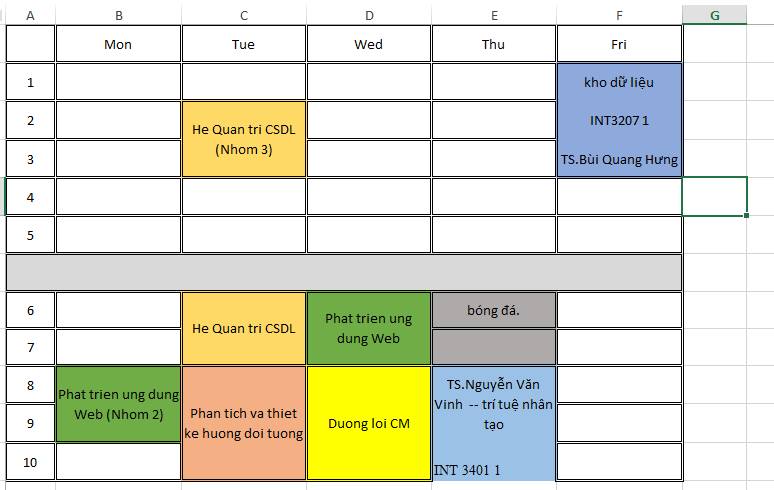 A B C D E F G
Mon Tue Wed Thu Fri
1 kho dữ liệu
2 INT3207 1
He Quan tri CSDL
(Nhom 3)
3 TS.Bùi Quang Hưng
4
5
6 bóng đá.
Phat trien ung
dung Web
He Quan tri CSDL
7
8 TS.Nguyễn Văn
Phat trien ung dung
Web (Nhom 2)
Vinh -- trí tuệ nhân
tạo
Phan tich va thiet
ke huong doi tuong
9 Duong loi CM
10 INT 3401 1